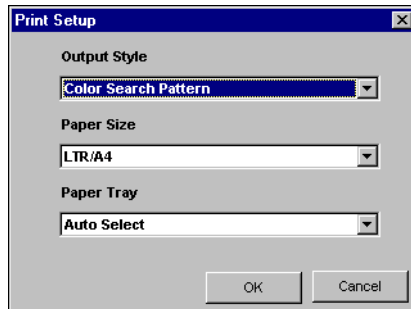 Print Setup
Output Style
Color Search Pattern
Paper Size
LTR/A4
Paper Tray
Auto Select
OK Cancel